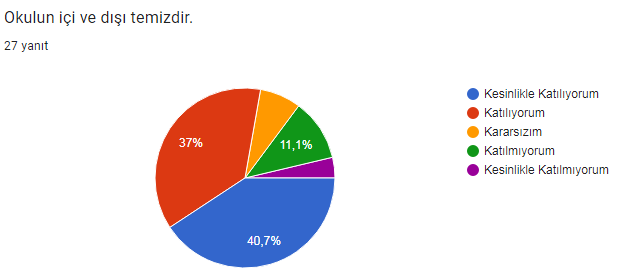 Okulun içi ve dışı temizdir.
27 yanıt
Kesinlikle Katılıyorum
Katılıyorum
Kararsızım
Katılmıyorum
Kesinlikle Katılmıyorum
37%
11,1%
40,7%